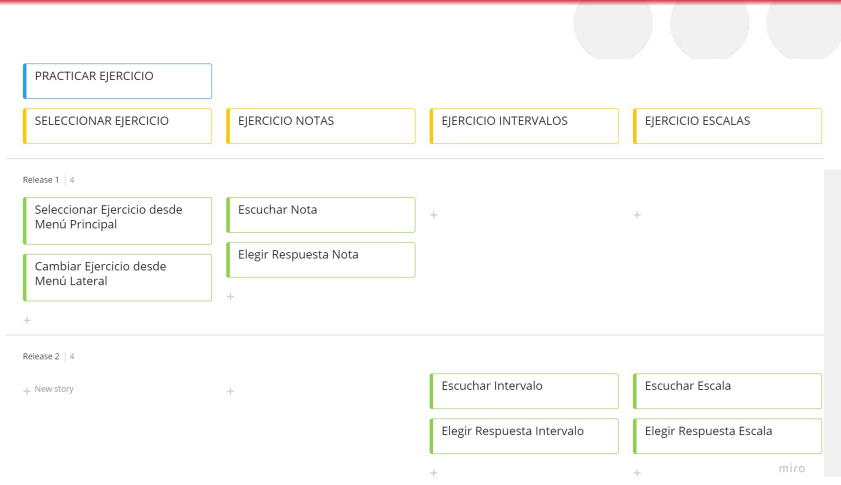 PRACTICAR EJERCICIO
SELECCIONAR EJERCICIO
EJERCICIO NOTAS
EJERCICIO INTERVALOS
EJERCICIO ESCALAS
Release 1 | 4
Seleccionar Ejercicio desde
Menú Principal
Cambiar Ejercicio desde
Menú Lateral
+
Escuchar Nota
Elegir Respuesta Nota
+
+
+
Release 2 | 4
+ New story
+
Escuchar Intervalo
Elegir Respuesta Intervalo
+
Escuchar Escala
Elegir Respuesta Escala
+
miro